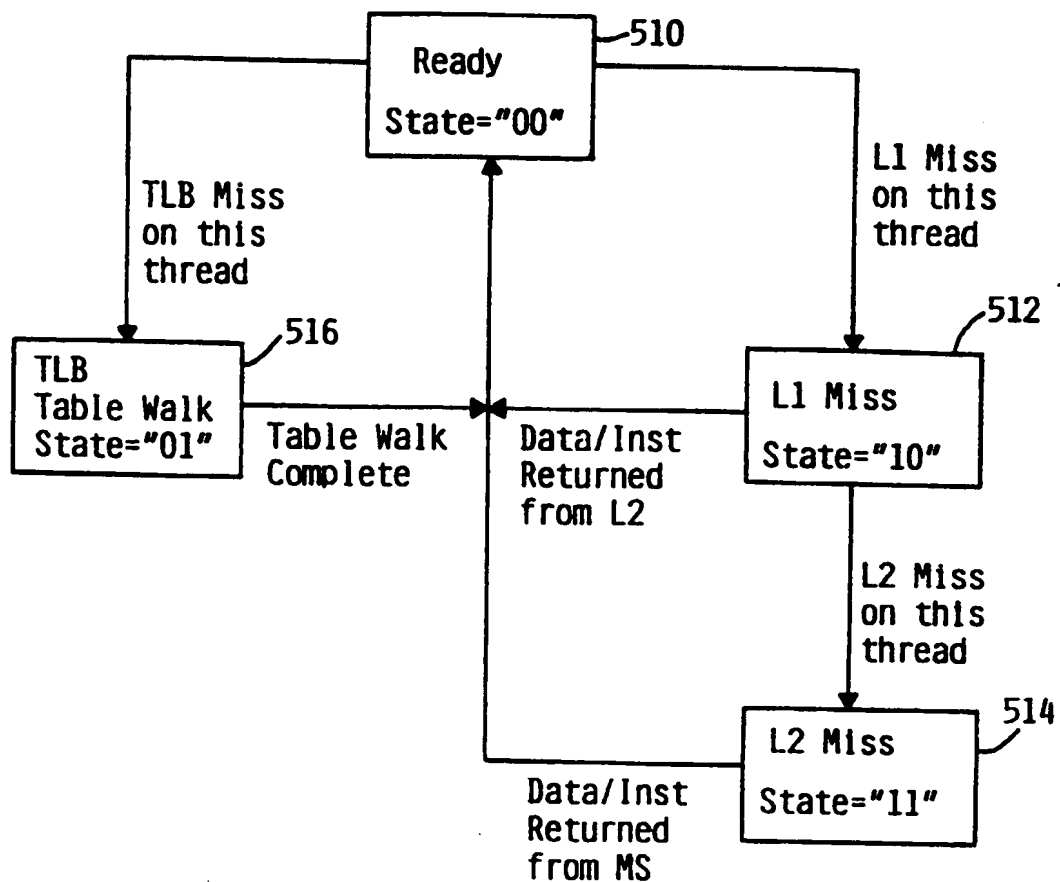 510
Ready
State="00"
TLB Miss
on this
thread
L1 Miss
on this
thread
516
TLB
Table Walk
State="01"
Table Walk
Complete
Data/Inst
Returned
from L2
512
L1 Miss
State="10"
L2 Miss
on this
thread
514
L2 Miss
State="11"
Data/Inst
Returned
from MS